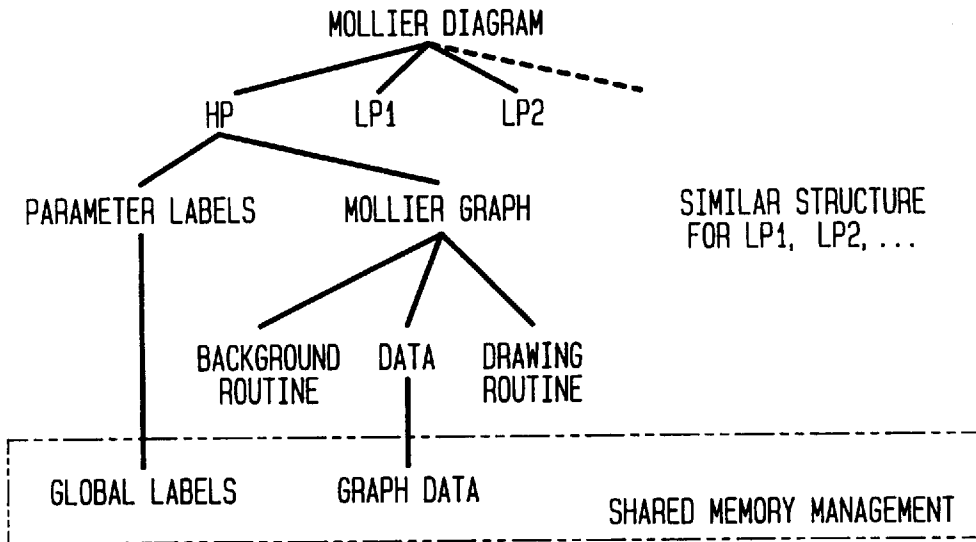 MOLLIER DIAGRAM
HP LP1 LP2
PARAMETER LABELS MOLLIER GRAPH
SIMILAR STRUCTURE
FOR LP1, LP2, ...
BACKGROUND
ROUTINE
DATA
DRAWING
ROUTINE
GLOBAL LABELS GRAPH DATA
SHARED MEMORY MANAGEMENT